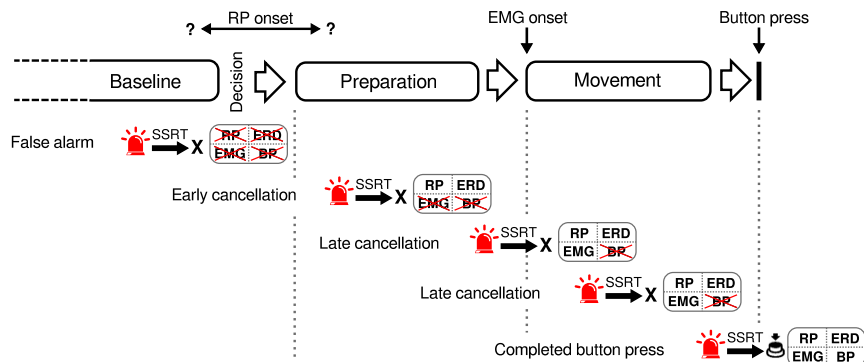 RP onset
? ?
EMG onset
Button press
Baseline
Decision
Preparation
Movement
False alarm
SSRT
X
RP ERD
EMG BP
Early cancellation
SSRT
X
RP ERD
EMG BP
Late cancellation
SSRT
X
RP ERD
EMG BP
Late cancellation
SSRT
X
RP ERD
EMG BP
Completed button press
SSRT
RP ERD
EMG BP